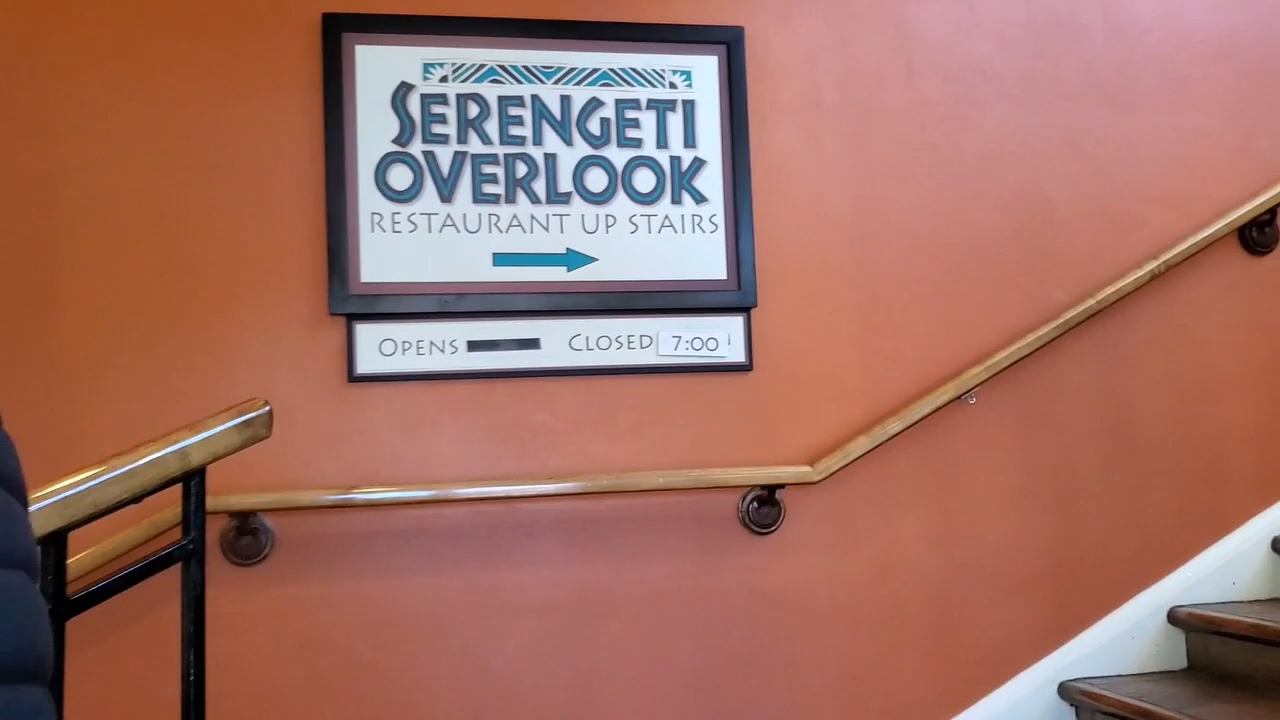 SERENGETI
OVERLOOK
RESTAURANT UP STAIRS
OPENS CLOSED 7:00